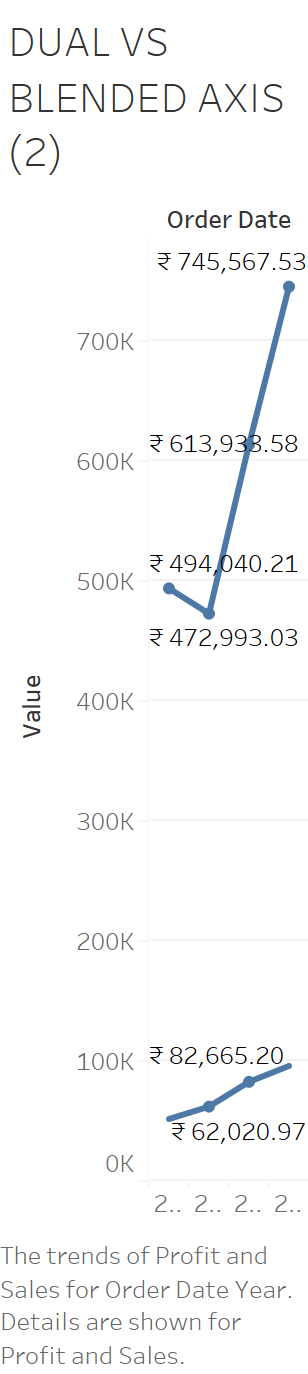 DUAL VS
BLENDED AXIS
(2)
Order Date
₹ 745,567.53
700K
₹ 613,933.58
600K
₹ 494,040.21
500K
₹ 472,993.03
400K
Value
300K
200K
₹ 82,665.20
100K
₹ 62,020.97
0K
2.. 2.. 2.. 2..
The trends of Profit and
Sales for Order Date Year.
Details are shown for
Profit and Sales.